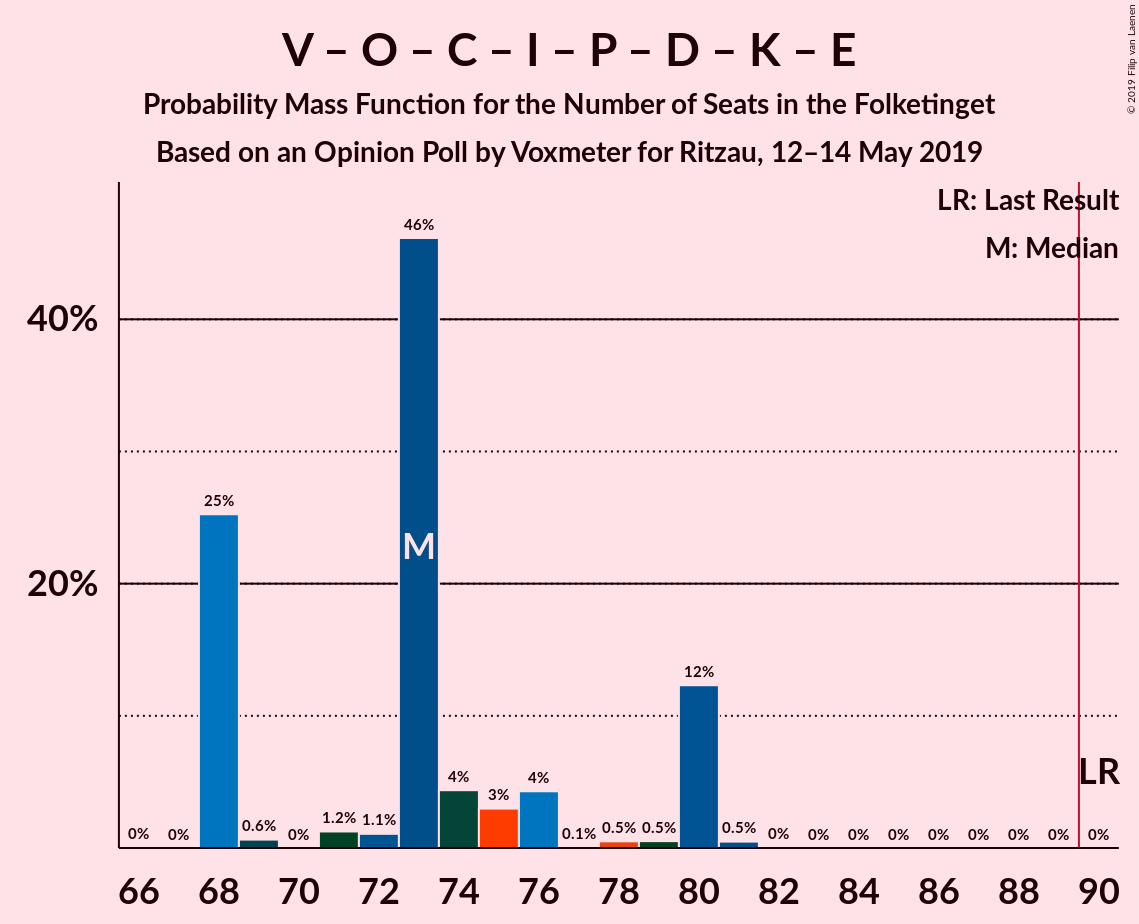 V – O – C – I – P – D – K – E
Probability Mass Function for the Number of Seats in the Folketinget
Based on an Opinion Poll by Voxmeter for Ritzau, 12–14 May 2019
© 2019 Filip van Laenen
LR: Last Result
M: Median
40%
20%
0% 0% 25% 0.6% 0% 1.2% 1.1% 46% 4% 3% 4% 0.1% 0.5% 0.5% 12% 0.5% 0% 0% 0% 0% 0% 0% 0% 0% 0%
M
LR
66 68 70 72 74 76 78 80 82 84 86 88 90